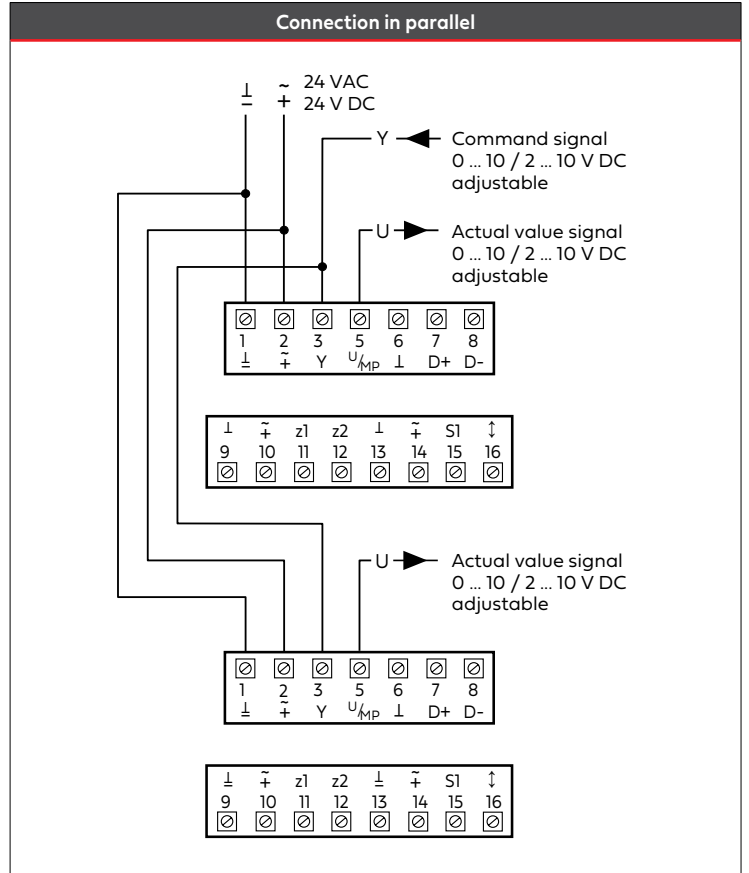 Connection in parallel
⊥ ~ 24 VAC
– + 24 V DC
Y Command signal
0 ... 10 / 2 ... 10 V DC
adjustable
U Actual value signal
0 ... 10 / 2 ... 10 V DC
adjustable
1 2 3 5 6 7 8
⊥ ~+ Y U/MP ⊥ D+ D-
⊥ ~+ z1 z2 ⊥ ~+ S1 ↕
9 10 11 12 13 14 15 16
U Actual value signal
0 ... 10 / 2 ... 10 V DC
adjustable
1 2 3 5 6 7 8
⊥ ~+ Y U/MP ⊥ D+ D-
⊥ ~+ z1 z2 ⊥ ~+ S1 ↕
9 10 11 12 13 14 15 16